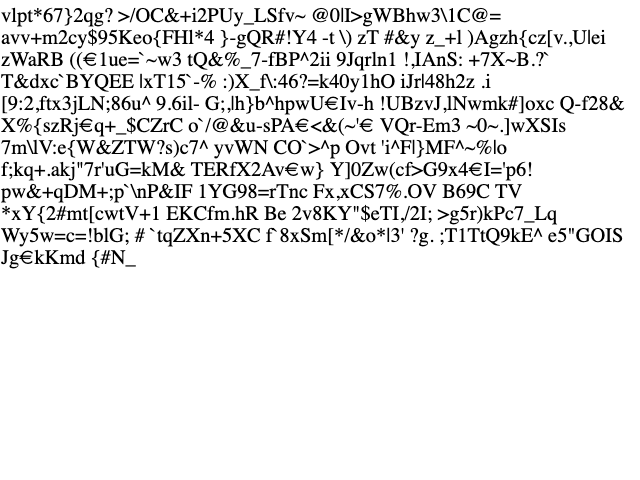 vlpt*67}2qg? >/OC&+i2PUy_LSfv~ @0l|I>gWBhw3\1C@=
avv+m2cy$95Keo{FHl*4 }-gQR#!Y4 -t \) zT #&y z_+l )Agzh{cz[v.,U|ei
zWaRB ((€1ue=`~w3 tQ&%_7-fBP^2ii 9Jqrln1 !,IAnS: +7X~B.?`
T&dxc`BYQEE |xT15`-% :)X_f\:46?=k40y1hO iJr|48h2z .i
[9:2,ftx3jLN;86u^ 9.6il- G;,|h}b^hpwU€Iv-h !UBzvJ,lNwmk#]oxc Q-f28&
X%{szRj€q+_$CZrC o`/@&u-sPA€<&(~'€ VQr-Em3 ~0~.]wXSIs
7m\lV:e{W&ZTW?s)c7^ yvWN CO`>^p Ovt 'i^F|}MF^~%|o
f;kq+.akj"7r'uG=kM& TERfX2Av€w} Y]0Zw(cf>G9x4€I='p6!
pw&+qDM+;p`\nP&IF 1YG98=rTnc Fx,xCS7%.OV B69C TV
*xY{2#mt[cwtV+1 EKCfm.hR Be 2v8KY"$eTI,/2I; >g5r)kPc7_Lq
Wy5w=c=!blG; # `tqZXn+5XC f`8xSm[*/&o*|3' ?g. ;T1TtQ9kE^ e5"GOIS
Jg€kKmd {#N_